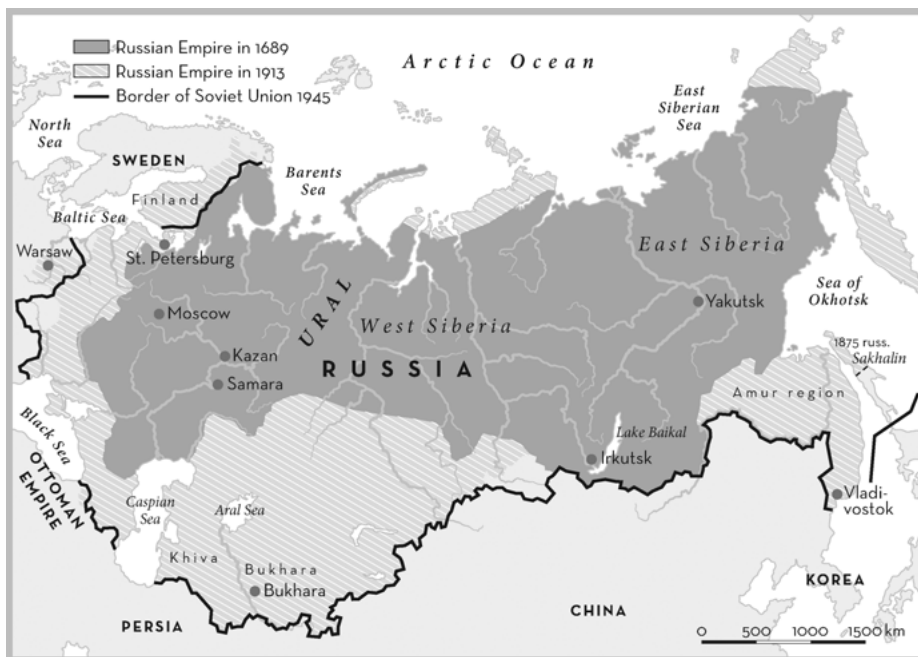 Russian Empire in 1689
Russian Empire in 1913
Border of Soviet Union 1945
Arctic Ocean
North
Sea
SWEDEN
Finland
Baltic Sea
Barents
Sea
East
Siberian
Sea
Warsaw
St. Petersburg
Moscow
Kazan
Samara
URAL
West Siberia
RUSSIA
East Siberia
Yakutsk
Sea of
Okhotsk
1875 russ.
Sakhalin
Amur region
Lake Baikal
Irkutsk
Vladi-
vostok
Black Sea
OTTOMAN
EMPIRE
Caspian
Sea
Aral Sea
Khiva
Bukhara
Bukhara
PERSIA
CHINA
KOREA
0 500 1000 1500 km